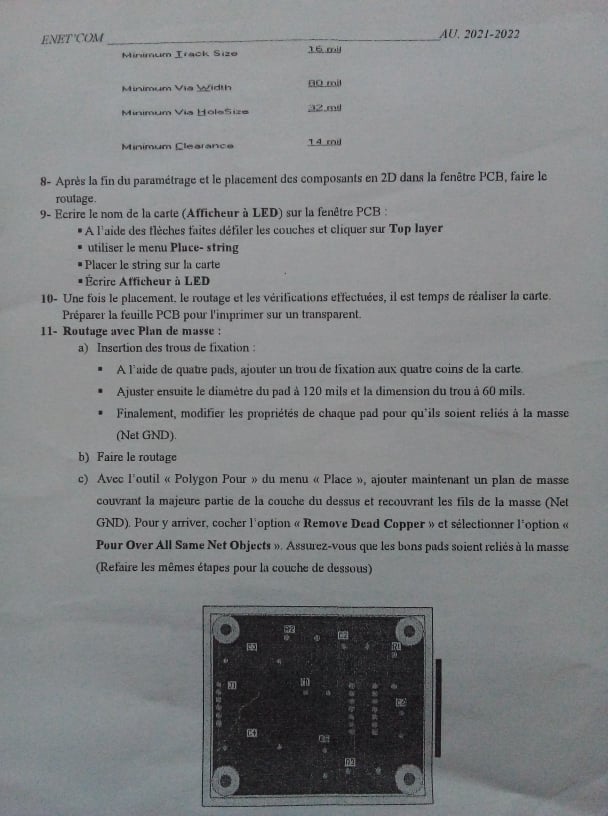 ENET'COM AU. 2021-2022
Minimum Track Size 16 mil
Minimum Via Width 80 mil
Minimum Via HoleSize 32 mil
Minimum Clearance 14 mil
8- Après la fin du paramétrage et le placement des composants en 2D dans la fenêtre PCB, faire le
routage.
9- Ecrire le nom de la carte (Afficheur à LED) sur la fenêtre PCB :
▪ A l'aide des flèches faites défiler les couches et cliquer sur Top layer
▪ utiliser le menu Place- string
▪ Placer le string sur la carte
▪ Écrire Afficheur à LED
10- Une fois le placement, le routage et les vérifications effectuées, il est temps de réaliser la carte.
Préparer la feuille PCB pour l'imprimer sur un transparent.
11- Routage avec Plan de masse :
a) Insertion des trous de fixation :
▪ A l'aide de quatre pads, ajouter un trou de fixation aux quatre coins de la carte.
▪ Ajuster ensuite le diamètre du pad à 120 mils et la dimension du trou à 60 mils.
▪ Finalement, modifier les propriétés de chaque pad pour qu'ils soient reliés à la masse
(Net GND).
b) Faire le routage
c) Avec l'outil « Polygon Pour » du menu « Place », ajouter maintenant un plan de masse
couvrant la majeure partie de la couche du dessus et recouvrant les fils de la masse (Net
GND). Pour y arriver, cocher l'option « Remove Dead Copper » et sélectionner l'option «
Pour Over All Same Net Objects ». Assurez-vous que les bons pads soient reliés à la masse
(Refaire les mêmes étapes pour la couche de dessous)